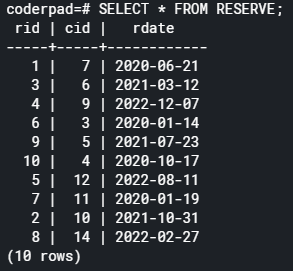 coderpad=# SELECT * FROM RESERVE;
 rid | cid |   rdate
-----+-----+------------
   1 |   7 | 2020-06-21
   3 |   6 | 2021-03-12
   4 |   9 | 2022-12-07
   6 |   3 | 2020-01-14
   9 |   5 | 2021-07-23
  10 |   4 | 2020-10-17
   5 |  12 | 2022-08-11
   7 |  11 | 2020-01-19
   2 |  10 | 2021-10-31
   8 |  14 | 2022-02-27
(10 rows)